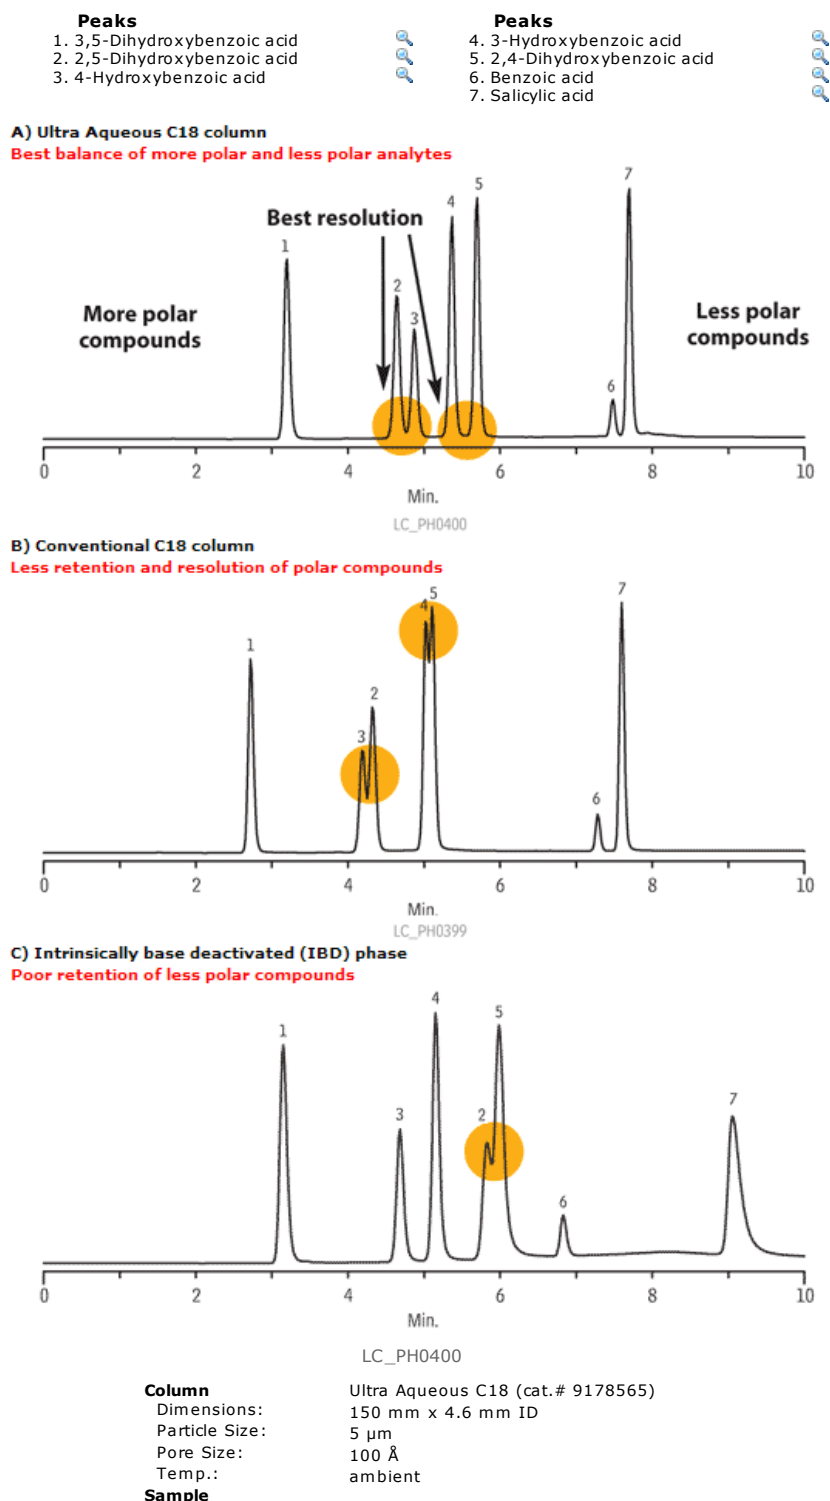 Peaks
1. 3,5-Dihydroxybenzoic acid
2. 2,5-Dihydroxybenzoic acid
3. 4-Hydroxybenzoic acid
Peaks
4. 3-Hydroxybenzoic acid
5. 2,4-Dihydroxybenzoic acid
6. Benzoic acid
7. Salicylic acid
A) Ultra Aqueous C18 column
Best balance of more polar and less polar analytes
Best resolution
More polar
compounds
Less polar
compounds
1
2
3
4
5
6
7
0 2 4 6 8 10
Min.
LC_PH0400
B) Conventional C18 column
Less retention and resolution of polar compounds
1
3
2
4
5
6
7
0 2 4 6 8 10
Min.
LC_PH0399
C) Intrinsically base deactivated (IBD) phase
Poor retention of less polar compounds
1
3
4
2
5
6
7
0 2 4 6 8 10
Min.
LC_PH0400
Column Ultra Aqueous C18 (cat.# 9178565)
Dimensions: 150 mm x 4.6 mm ID
Particle Size: 5 µm
Pore Size: 100 Å
Temp.: ambient
Sample